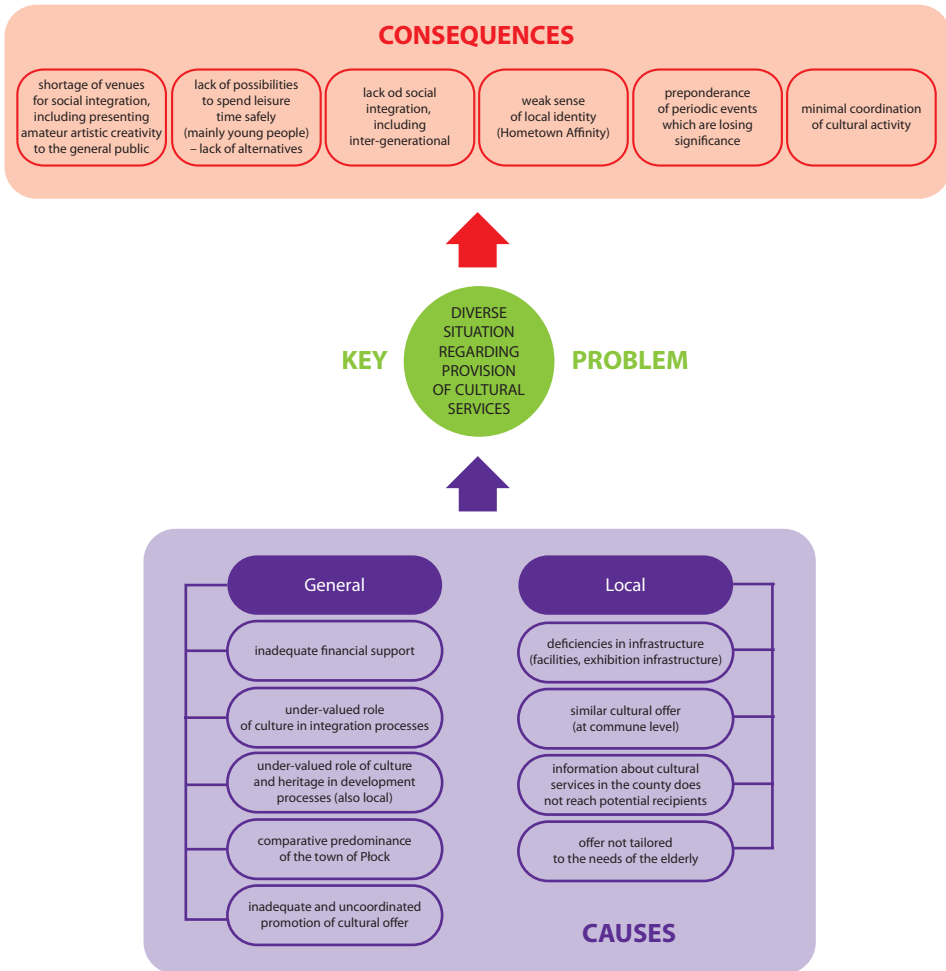 CONSEQUENCES
shortage of venues
for social integration,
including presenting
amateur artistic creativity
to the general public
lack of possibilities
to spend leisure
time safely
(mainly young people)
– lack of alternatives
lack od social
integration,
including
inter-generational
weak sense
of local identity
(Hometown Affinity)
preponderance
of periodic events
which are losing
significance
minimal coordination
of cultural activity
KEY
DIVERSE
SITUATION
REGARDING
PROVISION
OF CULTURAL
SERVICES
PROBLEM
General
inadequate financial support
under-valued role
of culture in integration processes
under-valued role of culture
and heritage in development
processes (also local)
comparative predominance
of the town of Płock
inadequate and uncoordinated
promotion of cultural offer
Local
deficiencies in infrastructure
(facilities, exhibition infrastructure)
similar cultural offer
(at commune level)
information about cultural
services in the county does
not reach potential recipients
offer not tailored
to the needs of the elderly
CAUSES